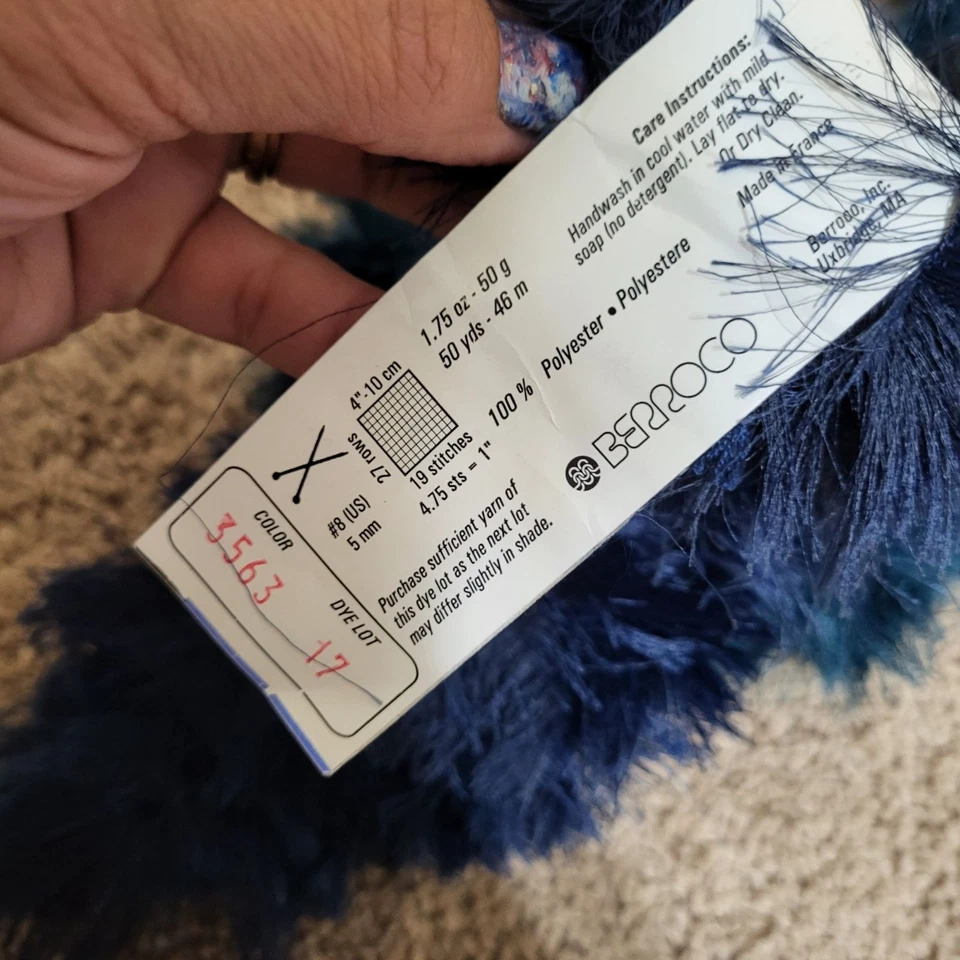 Care Instructions:
Handwash in cool water with mild
soap (no detergent). Lay flat to dry.
Or Dry Clean.
Made in France
Berroco, Inc.
Uxbridge, MA
1.75 oz - 50 g
50 yds - 46 m
100% Polyester • Polyestere
BERROCO
4"-10 cm
27 rows
19 stitches
4.75 sts = 1"
#8 (US)
5 mm
Purchase sufficient yarn of
this dye lot as the next lot
may differ slightly in shade.
COLOR
3563
DYE LOT
17